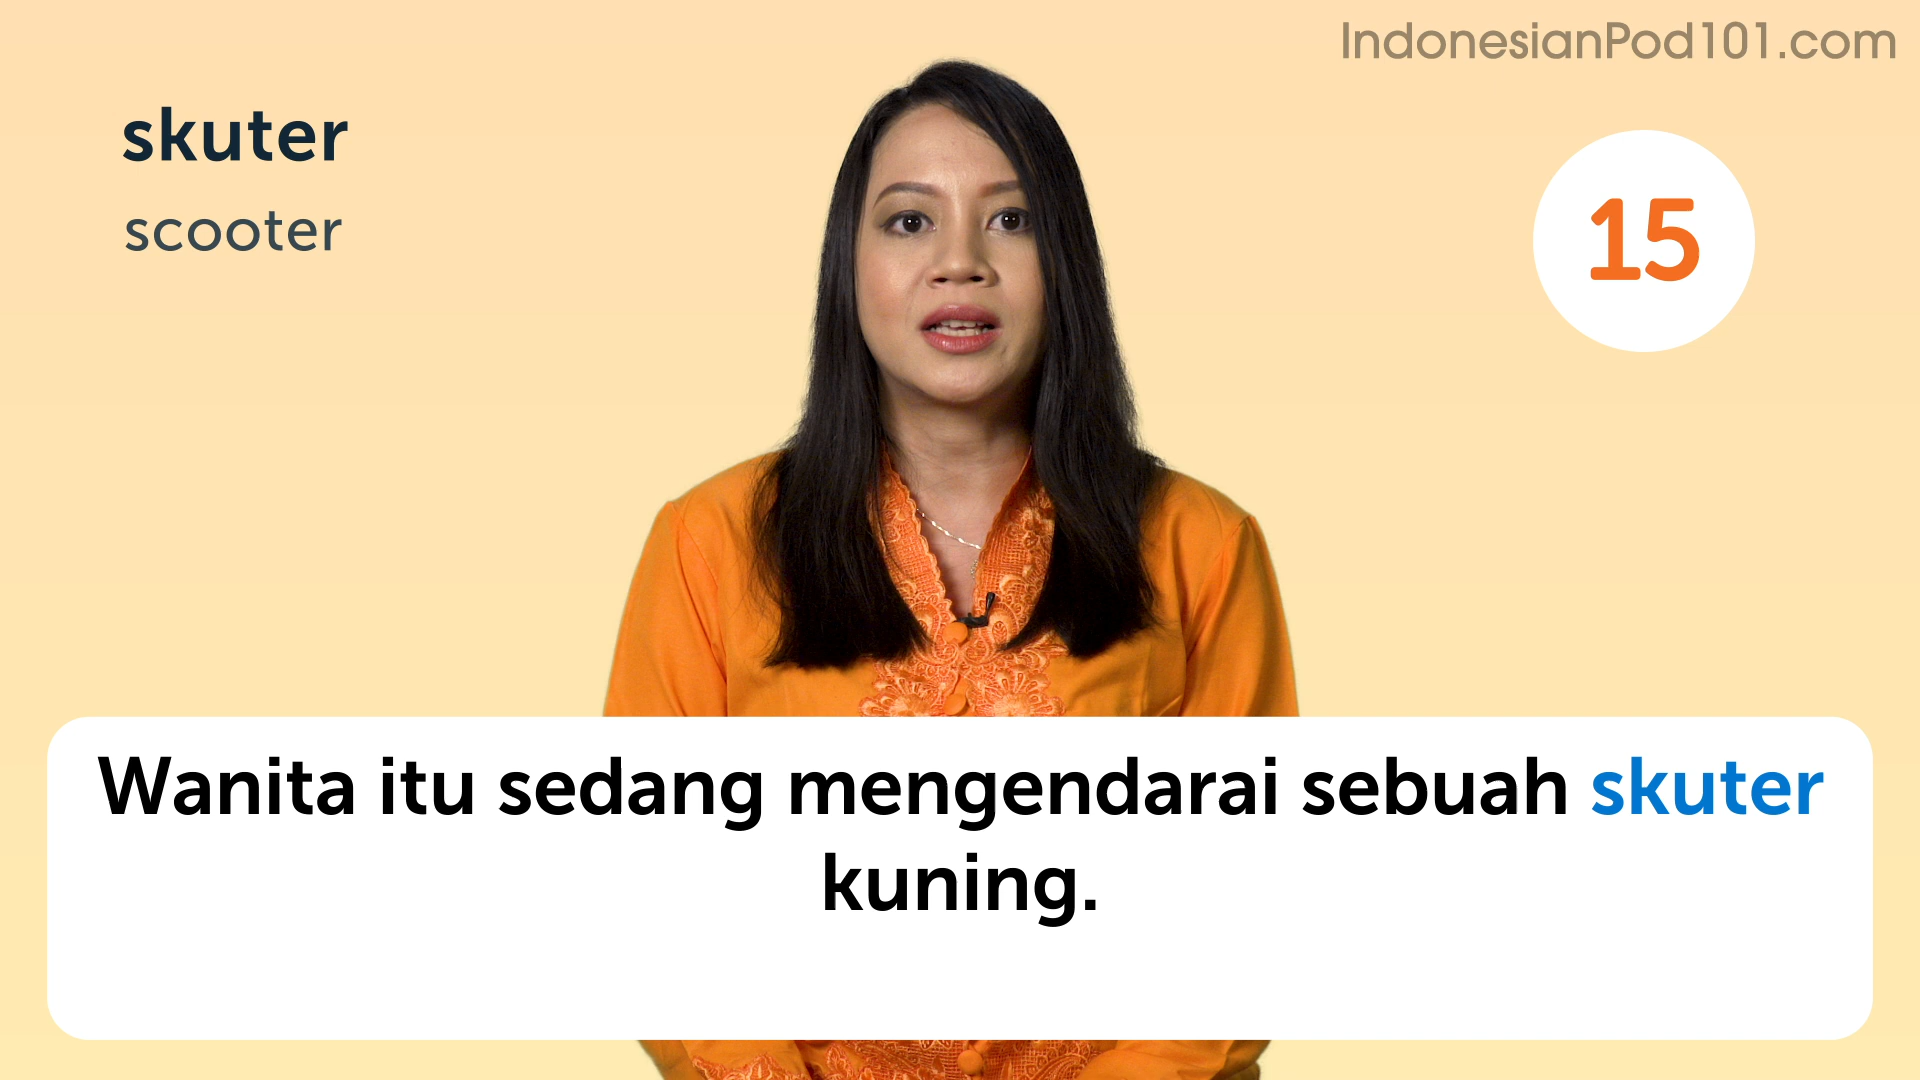 IndonesianPod101.com
skuter
scooter
15
Wanita itu sedang mengendarai sebuah skuter
kuning.